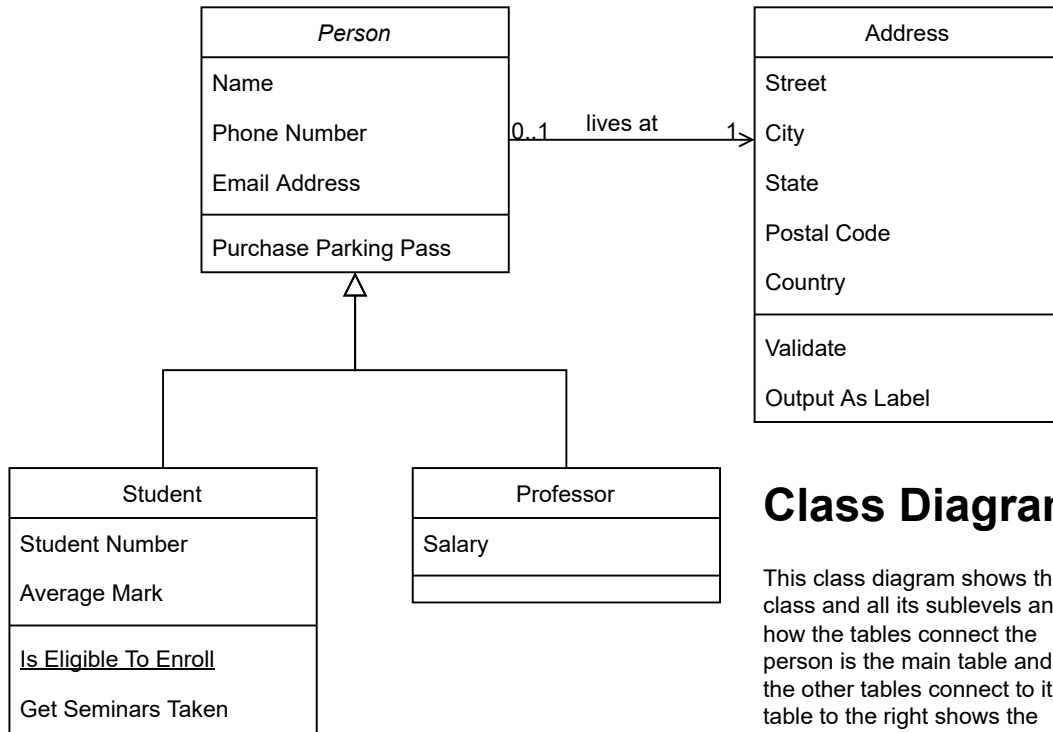 Person
Name
Phone Number
Email Address
Purchase Parking Pass
0..1
lives at
1
Address
Street
City
State
Postal Code
Country
Validate
Output As Label
Student
Student Number
Average Mark
Is Eligible To Enroll
Get Seminars Taken
Professor
Salary
Class
This class diagram shows
class and all its sublevels
how the tables connect the
person is the main table and
the other tables connect to it
table to the right shows the